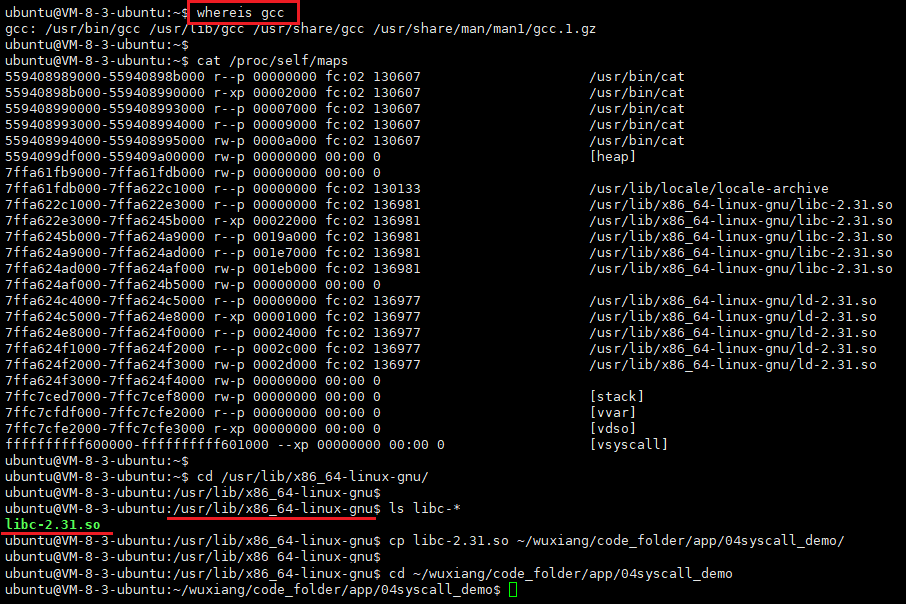 ubuntu@VM-8-3-ubuntu:~$ whereis gcc
gcc: /usr/bin/gcc /usr/lib/gcc /usr/share/gcc /usr/share/man/man1/gcc.1.gz
ubuntu@VM-8-3-ubuntu:~$
ubuntu@VM-8-3-ubuntu:~$ cat /proc/self/maps
559408989000-55940898b000 r--p 00000000 fc:02 130607 /usr/bin/cat
55940898b000-559408990000 r-xp 00002000 fc:02 130607 /usr/bin/cat
559408990000-559408993000 r--p 00007000 fc:02 130607 /usr/bin/cat
559408993000-559408994000 r--p 00009000 fc:02 130607 /usr/bin/cat
559408994000-559408995000 rw-p 0000a000 fc:02 130607 /usr/bin/cat
5594099df000-559409a00000 rw-p 00000000 00:00 0 [heap]
7ffa61fb9000-7ffa61fdb000 rw-p 00000000 00:00 0
7ffa61fdb000-7ffa622c1000 r--p 00000000 fc:02 130133 /usr/lib/locale/locale-archive
7ffa622c1000-7ffa622e3000 r--p 00000000 fc:02 136981 /usr/lib/x86_64-linux-gnu/libc-2.31.so
7ffa622e3000-7ffa6245b000 r-xp 00022000 fc:02 136981 /usr/lib/x86_64-linux-gnu/libc-2.31.so
7ffa6245b000-7ffa624a9000 r--p 0019a000 fc:02 136981 /usr/lib/x86_64-linux-gnu/libc-2.31.so
7ffa624a9000-7ffa624ad000 r--p 001e7000 fc:02 136981 /usr/lib/x86_64-linux-gnu/libc-2.31.so
7ffa624ad000-7ffa624af000 rw-p 001eb000 fc:02 136981 /usr/lib/x86_64-linux-gnu/libc-2.31.so
7ffa624af000-7ffa624b5000 rw-p 00000000 00:00 0
7ffa624c4000-7ffa624c5000 r--p 00000000 fc:02 136977 /usr/lib/x86_64-linux-gnu/ld-2.31.so
7ffa624c5000-7ffa624e8000 r-xp 00001000 fc:02 136977 /usr/lib/x86_64-linux-gnu/ld-2.31.so
7ffa624e8000-7ffa624f0000 r--p 00024000 fc:02 136977 /usr/lib/x86_64-linux-gnu/ld-2.31.so
7ffa624f1000-7ffa624f2000 r--p 0002c000 fc:02 136977 /usr/lib/x86_64-linux-gnu/ld-2.31.so
7ffa624f2000-7ffa624f3000 rw-p 0002d000 fc:02 136977 /usr/lib/x86_64-linux-gnu/ld-2.31.so
7ffa624f3000-7ffa624f4000 rw-p 00000000 00:00 0
7ffc7ced7000-7ffc7cef8000 rw-p 00000000 00:00 0 [stack]
7ffc7cfdf000-7ffc7cfe2000 r--p 00000000 00:00 0 [vvar]
7ffc7cfe2000-7ffc7cfe3000 r-xp 00000000 00:00 0 [vdso]
ffffffffff600000-ffffffffff601000 --xp 00000000 00:00 0 [vsyscall]
ubuntu@VM-8-3-ubuntu:~$
ubuntu@VM-8-3-ubuntu:~$ cd /usr/lib/x86_64-linux-gnu/
ubuntu@VM-8-3-ubuntu:/usr/lib/x86_64-linux-gnu$
ubuntu@VM-8-3-ubuntu:/usr/lib/x86_64-linux-gnu$ ls libc-*
libc-2.31.so
ubuntu@VM-8-3-ubuntu:/usr/lib/x86_64-linux-gnu$ cp libc-2.31.so ~/wuxiang/code_folder/app/04syscall_demo/
ubuntu@VM-8-3-ubuntu:/usr/lib/x86_64-linux-gnu$
ubuntu@VM-8-3-ubuntu:/usr/lib/x86_64-linux-gnu$ cd ~/wuxiang/code_folder/app/04syscall_demo
ubuntu@VM-8-3-ubuntu:~/wuxiang/code_folder/app/04syscall_demo$